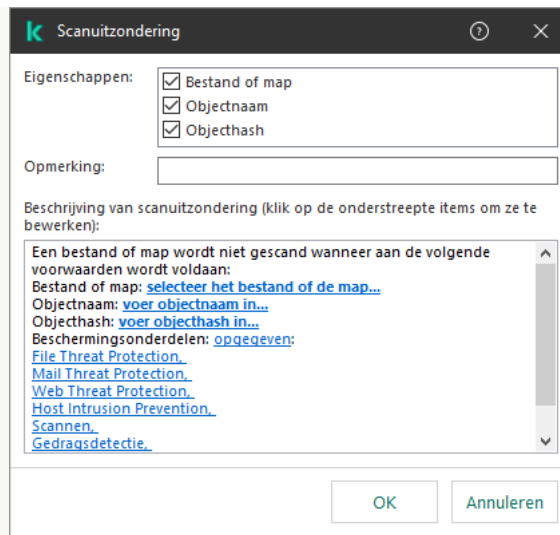 Scanuitzondering
Eigenschappen:
Bestand of map
Objectnaam
Objecthash
Opmerking:
Beschrijving van scanuitzondering (klik op de onderstreepte items om ze te
bewerken):
Een bestand of map wordt niet gescand wanneer aan de volgende
voorwaarden wordt voldaan:
Bestand of map: selecteer het bestand of de map...
Objectnaam: voer objectnaam in...
Objecthash: voer objecthash in...
Beschermingsonderdelen: opgegeven:
File Threat Protection,
Mail Threat Protection,
Web Threat Protection,
Host Intrusion Prevention,
Scannen,
Gedragsdetectie,
OK Annuleren